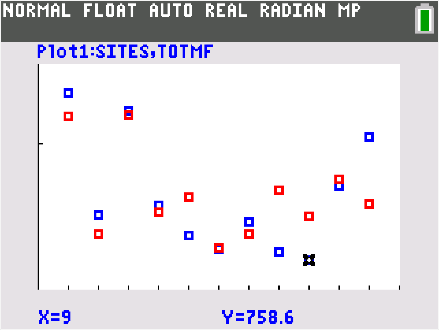 NORMAL FLOAT AUTO REAL RADIAN MP
Plot1:SITES,TOTMF
X=9 Y=758.6